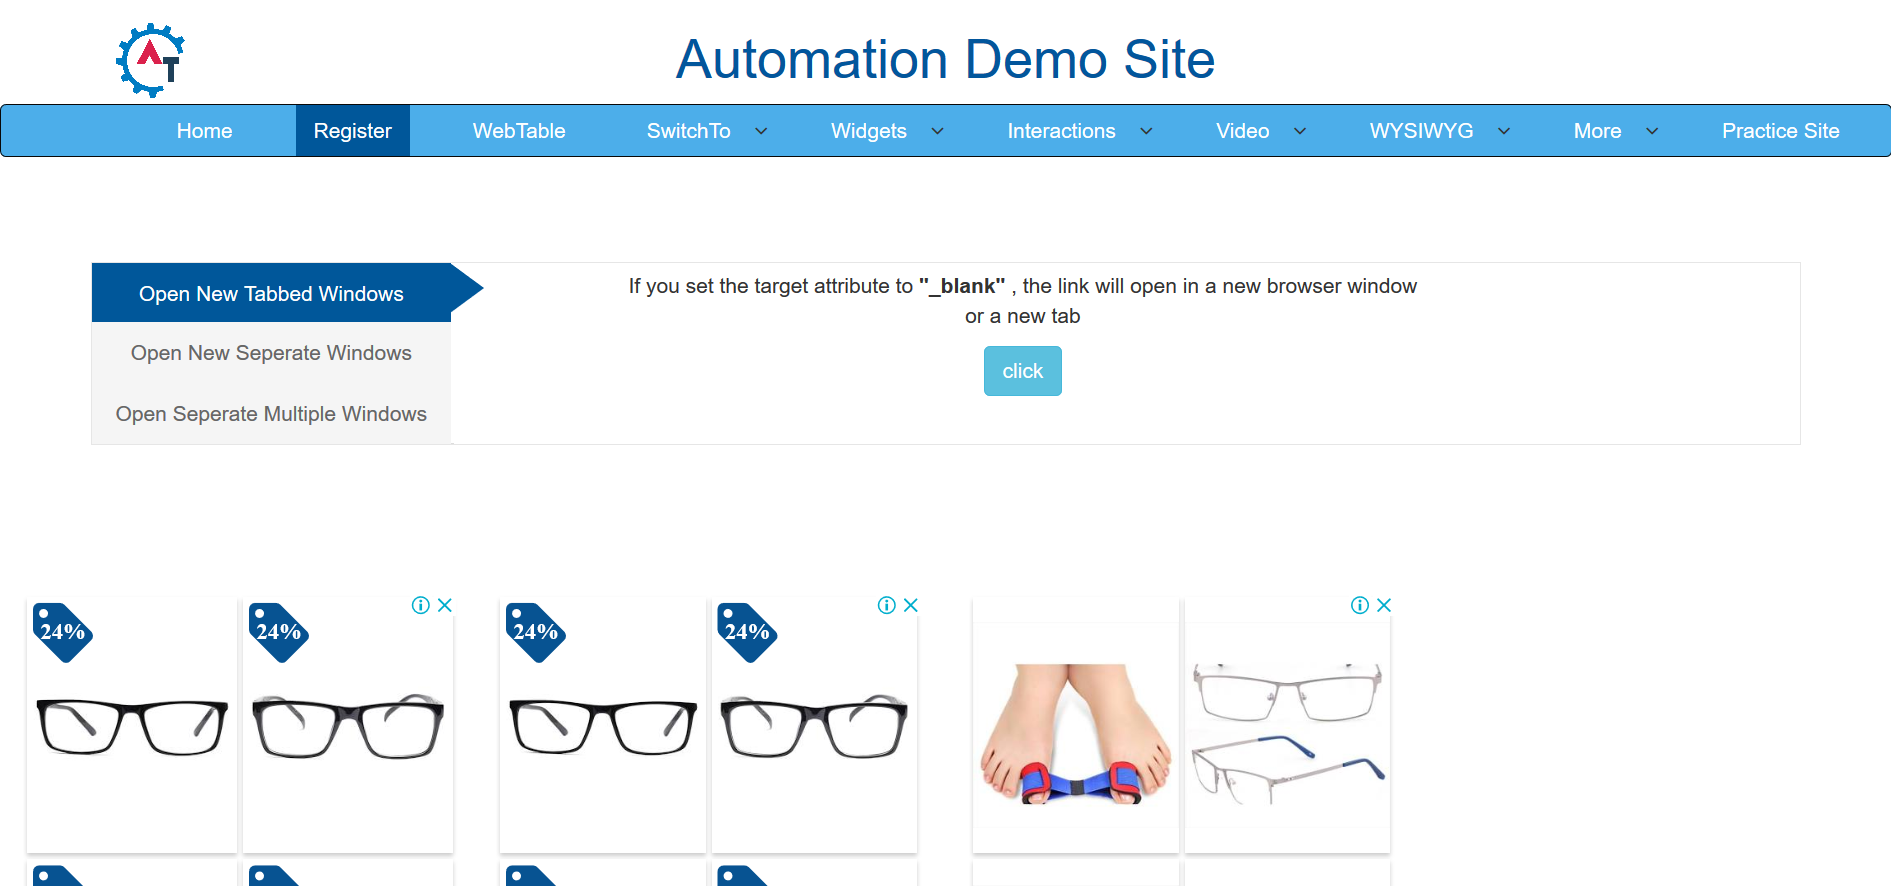 T
Automation Demo Site
Home Register WebTable SwitchTo Widgets Interactions Video WYSIWYG More Practice Site
Open New Tabbed Windows
Open New Seperate Windows
Open Seperate Multiple Windows
If you set the target attribute to "_blank" , the link will open in a new browser window
or a new tab
click
24% 24% 24% 24%